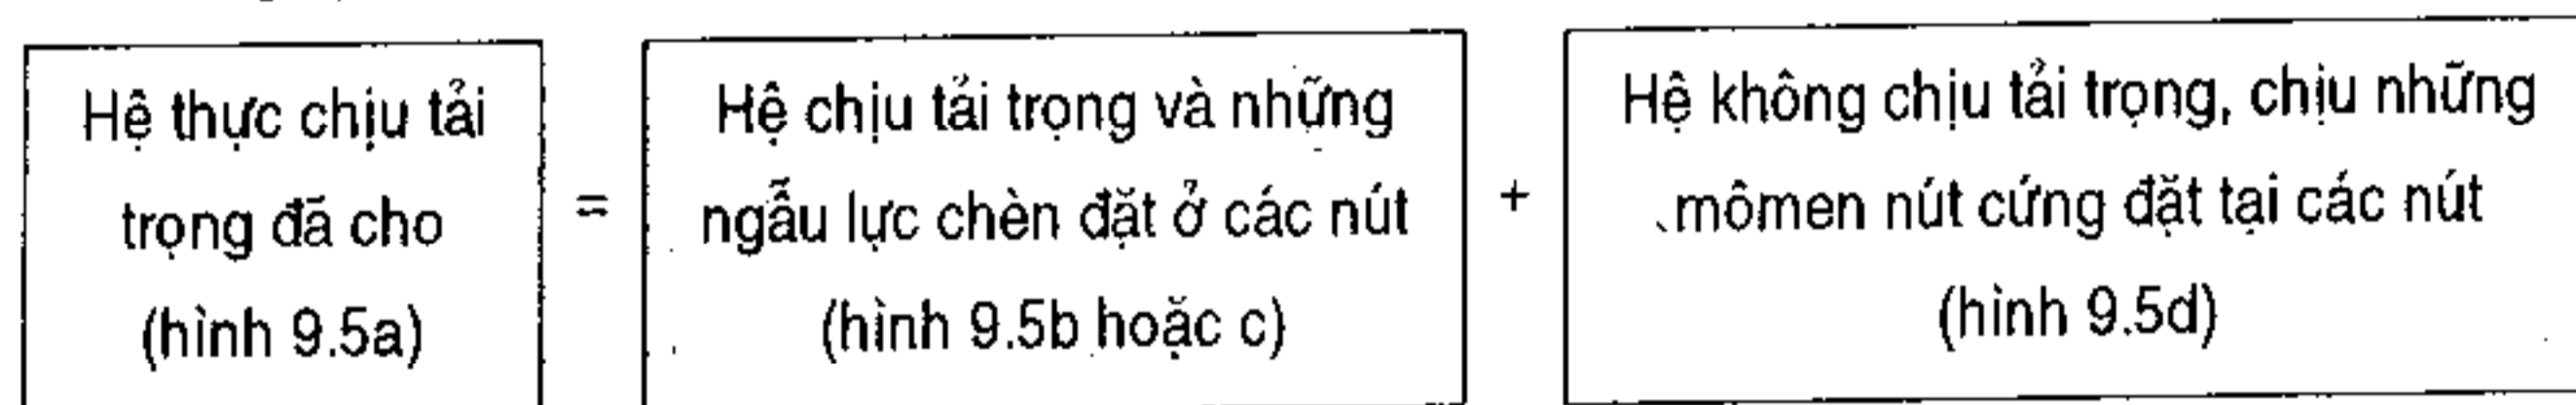 Hệ thực chịu tải
trọng đã cho
(hình 9.5a)
=
Hệ chịu tải trọng và những
ngẫu lực chèn đặt ở các nút
(hình 9.5b hoặc c)
+
Hệ không chịu tải trọng, chịu những
mômen nút cứng đặt tại các nút
(hình 9.5d)